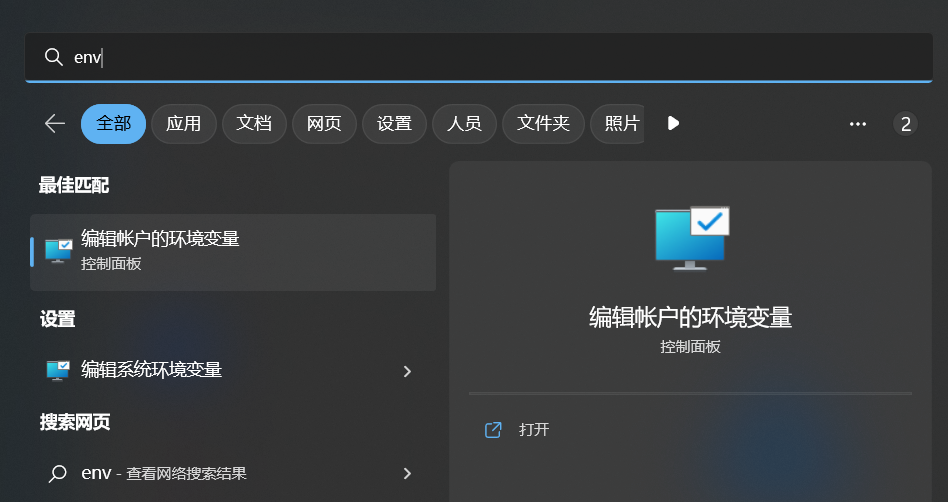 env
全部 应用 文档 网页 设置 人员 文件夹 照片 2
最佳匹配
编辑帐户的环境变量
控制面板
设置
编辑系统环境变量
搜索网页
env - 查看网络搜索结果
编辑帐户的环境变量
控制面板
打开